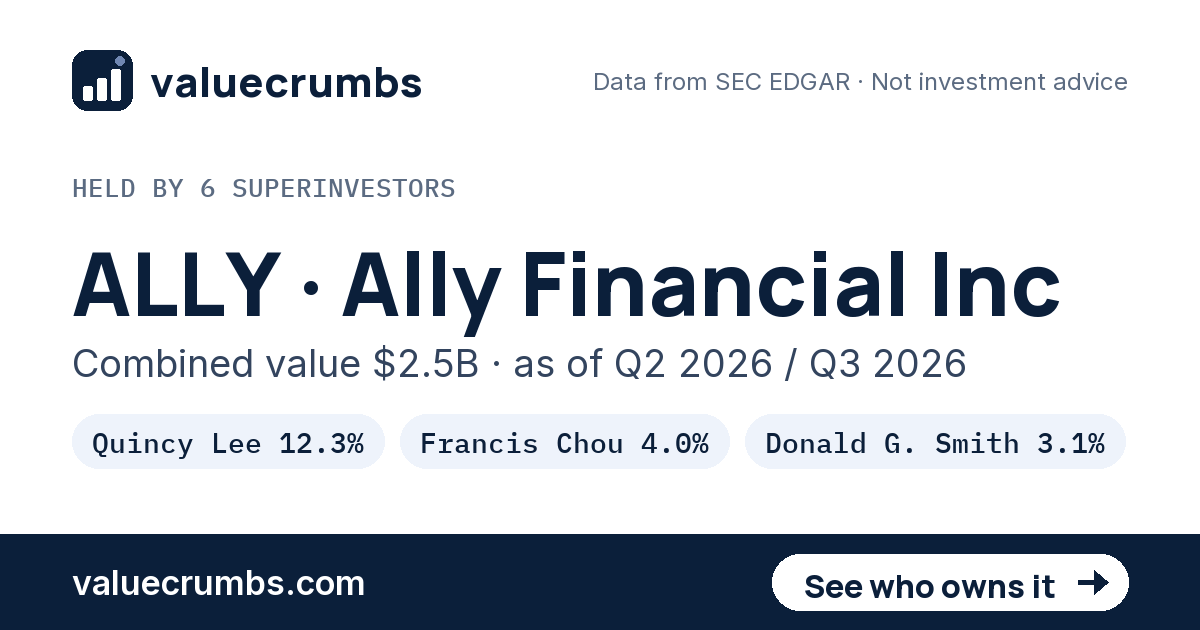 valuecrumbs
Data from SEC EDGAR · Not investment advice
HELD BY 6 SUPERINVESTORS
ALLY · Ally Financial Inc
Combined value $2.5B · as of Q2 2026 / Q3 2026
Quincy Lee 12.3%
Francis Chou 4.0%
Donald G. Smith 3.1%
valuecrumbs.com
See who owns it →